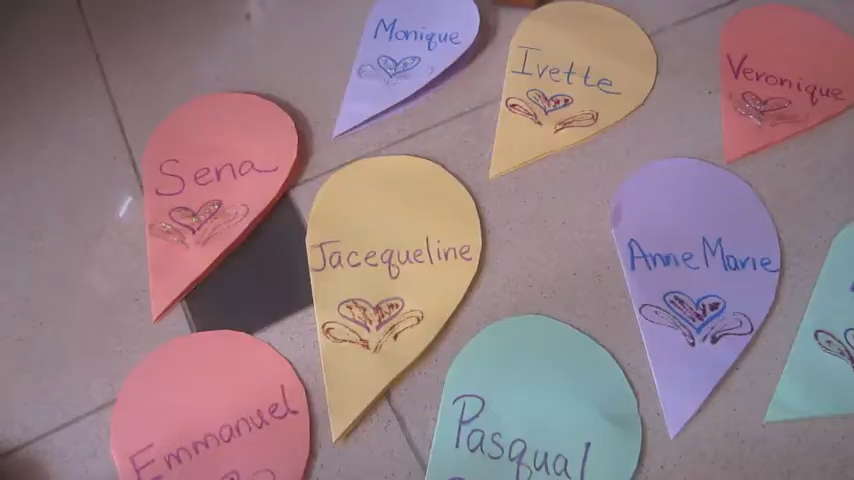 Monique
Ivette
Veronique
Sena
Jacequeline
Anne Marie
Emmanuel
Pasqual